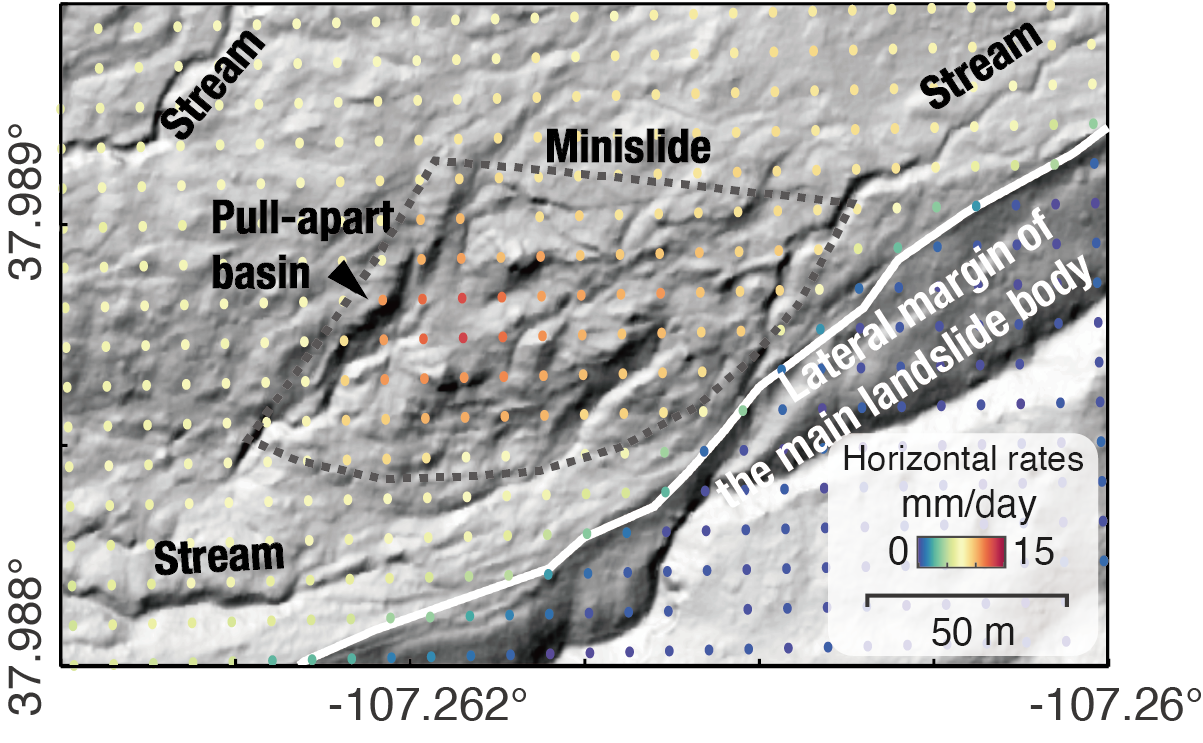 Stream
Stream
Minislide
37.989°
Pull-apart
basin
Lateral margin of
the main landslide body
Horizontal rates
mm/day
0 15
Stream
50 m
37.988°
-107.262°
-107.26°